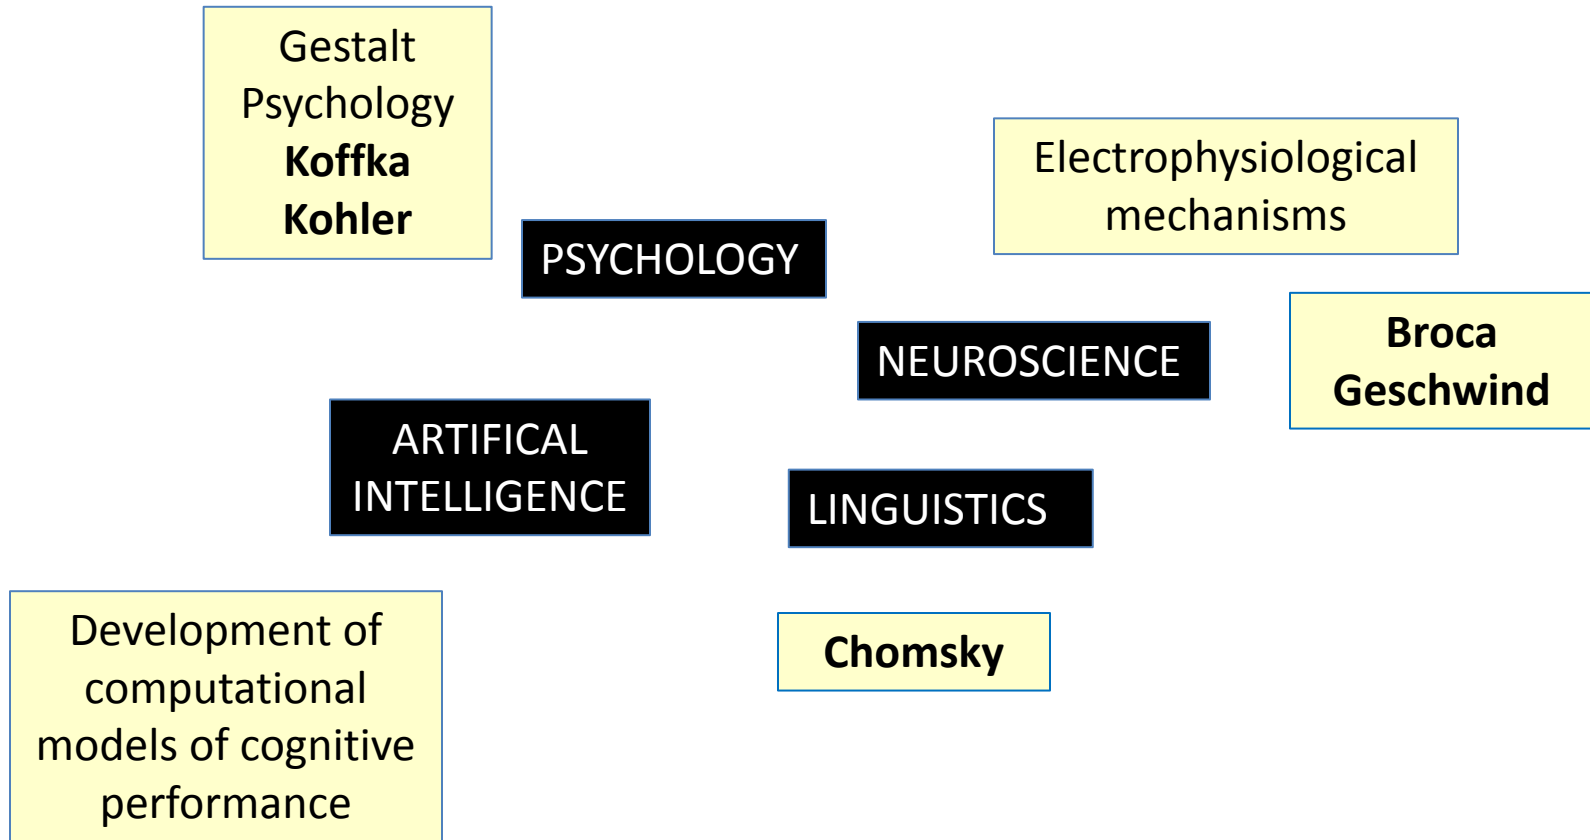 Gestalt
Psychology
Koffka
Kohler
PSYCHOLOGY
Electrophysiological
mechanisms
NEUROSCIENCE
Broca
Geschwind
ARTIFICAL
INTELLIGENCE
LINGUISTICS
Development of
computational
models of cognitive
performance
Chomsky